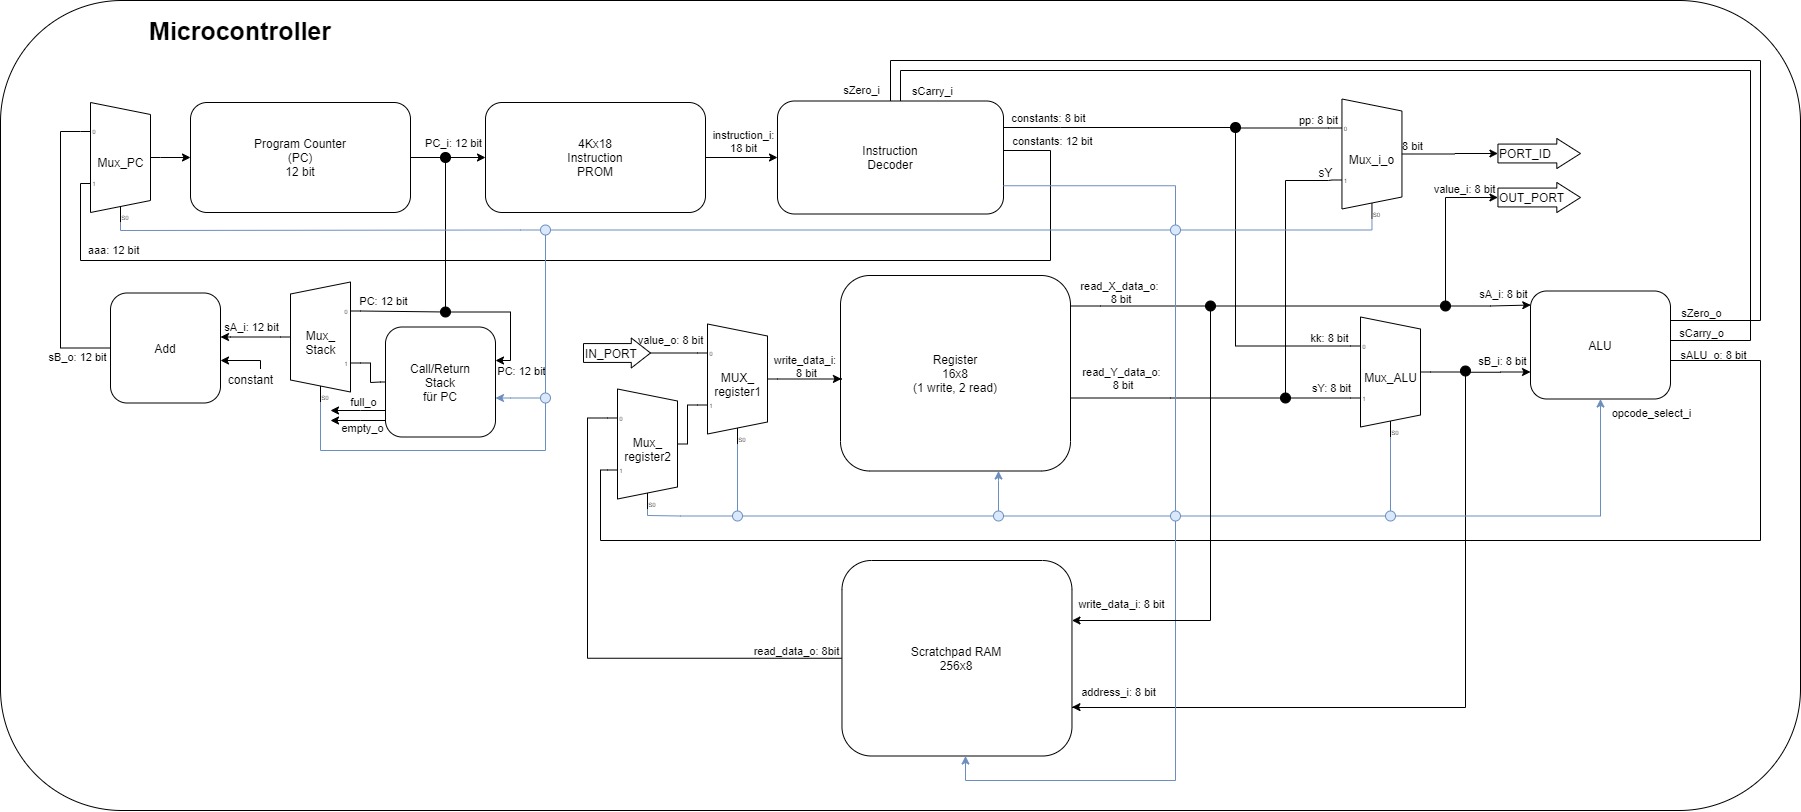 Microcontroller
sZero_i
sCarry_i
Mux_PC
0
1
S0
Program Counter
(PC)
12 bit
PC_i: 12 bit
4Kx18
Instruction
PROM
instruction_i:
18 bit
Instruction
Decoder
constants: 8 bit
constants: 12 bit
pp: 8 bit
sY
Mux_i_o
0
1
S0
8 bit
PORT_ID
value_i: 8 bit
OUT_PORT
aaa: 12 bit
Add
sB_o: 12 bit
sA_i: 12 bit
constant
Mux_
Stack
0
1
S0
PC: 12 bit
Call/Return
Stack
für PC
PC: 12 bit
full_o
empty_o
IN_PORT
value_o: 8 bit
MUX_
register1
0
1
S0
Mux_
register2
0
1
S0
write_data_i:
8 bit
Register
16x8
(1 write, 2 read)
read_X_data_o:
8 bit
read_Y_data_o:
8 bit
kk: 8 bit
sY: 8 bit
Mux_ALU
0
1
S0
sA_i: 8 bit
sB_i: 8 bit
ALU
sZero_o
sCarry_o
sALU_o: 8 bit
opcode_select_i
Scratchpad RAM
256x8
write_data_i: 8 bit
address_i: 8 bit
read_data_o: 8bit